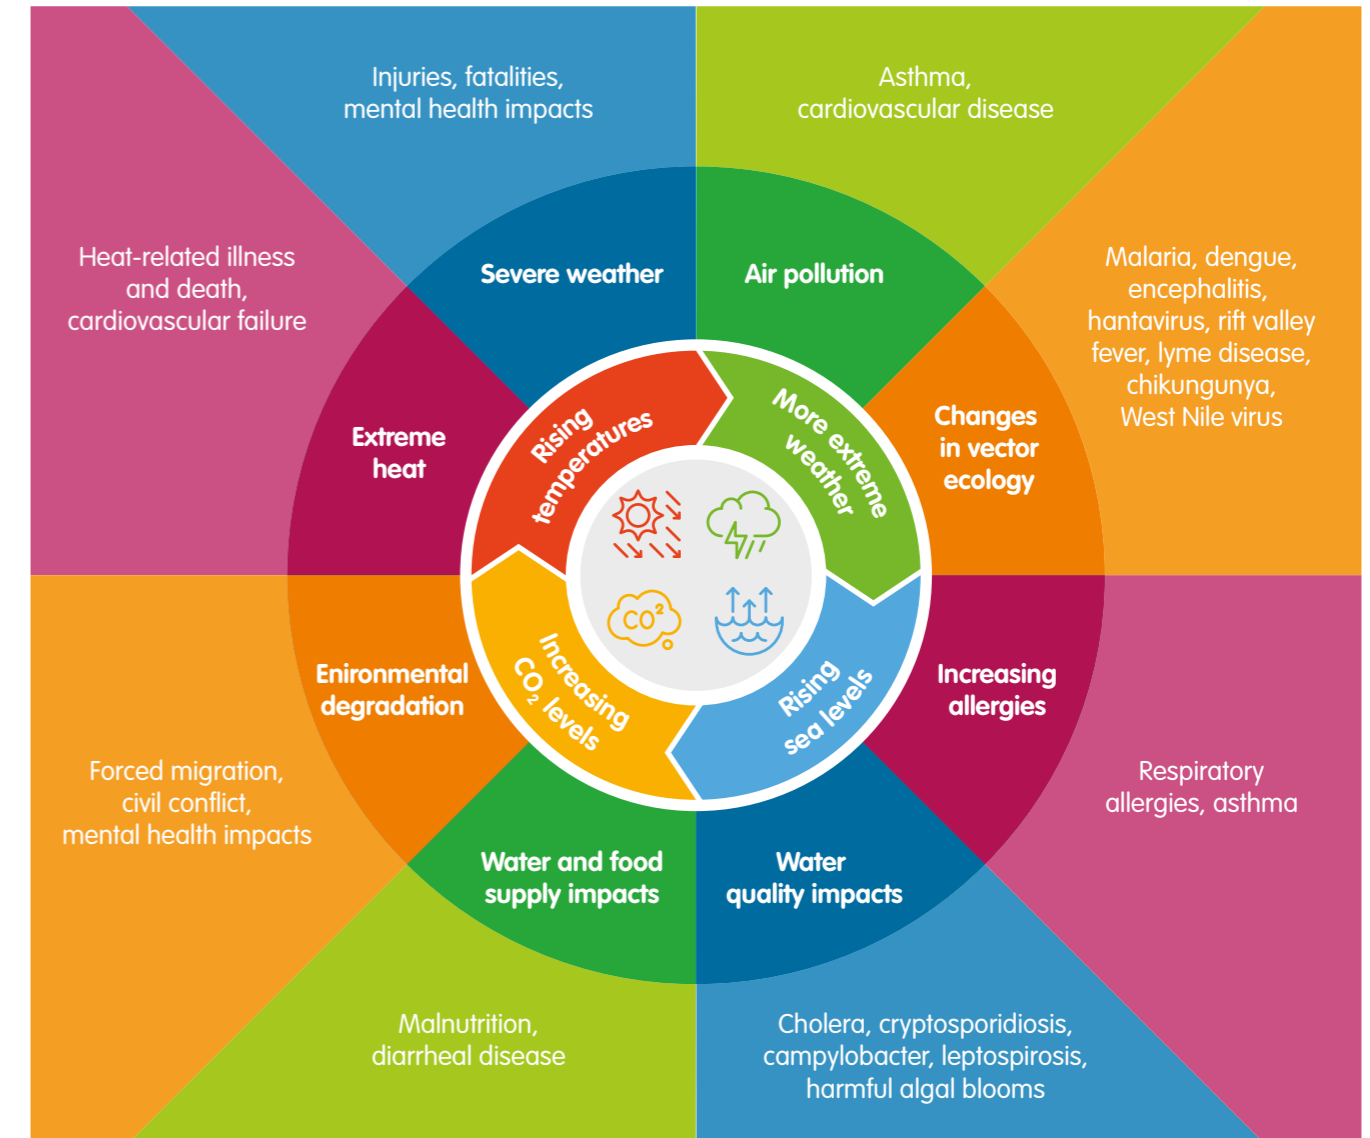 Injuries, fatalities,
mental health impacts
Asthma,
cardiovascular disease
Heat-related illness
and death,
cardiovascular failure
Malaria, dengue,
encephalitis,
hantavirus, rift valley
fever, lyme disease,
chikungunya,
West Nile virus
Severe weather
Air pollution
Extreme
heat
Changes
in vector
ecology
Rising
temperatures
More extreme
weather
CO²
Increasing
CO₂ levels
Rising
sea levels
Enironmental
degradation
Increasing
allergies
Forced migration,
civil conflict,
mental health impacts
Respiratory
allergies, asthma
Water and food
supply impacts
Water
quality impacts
Malnutrition,
diarrheal disease
Cholera, cryptosporidiosis,
campylobacter, leptospirosis,
harmful algal blooms